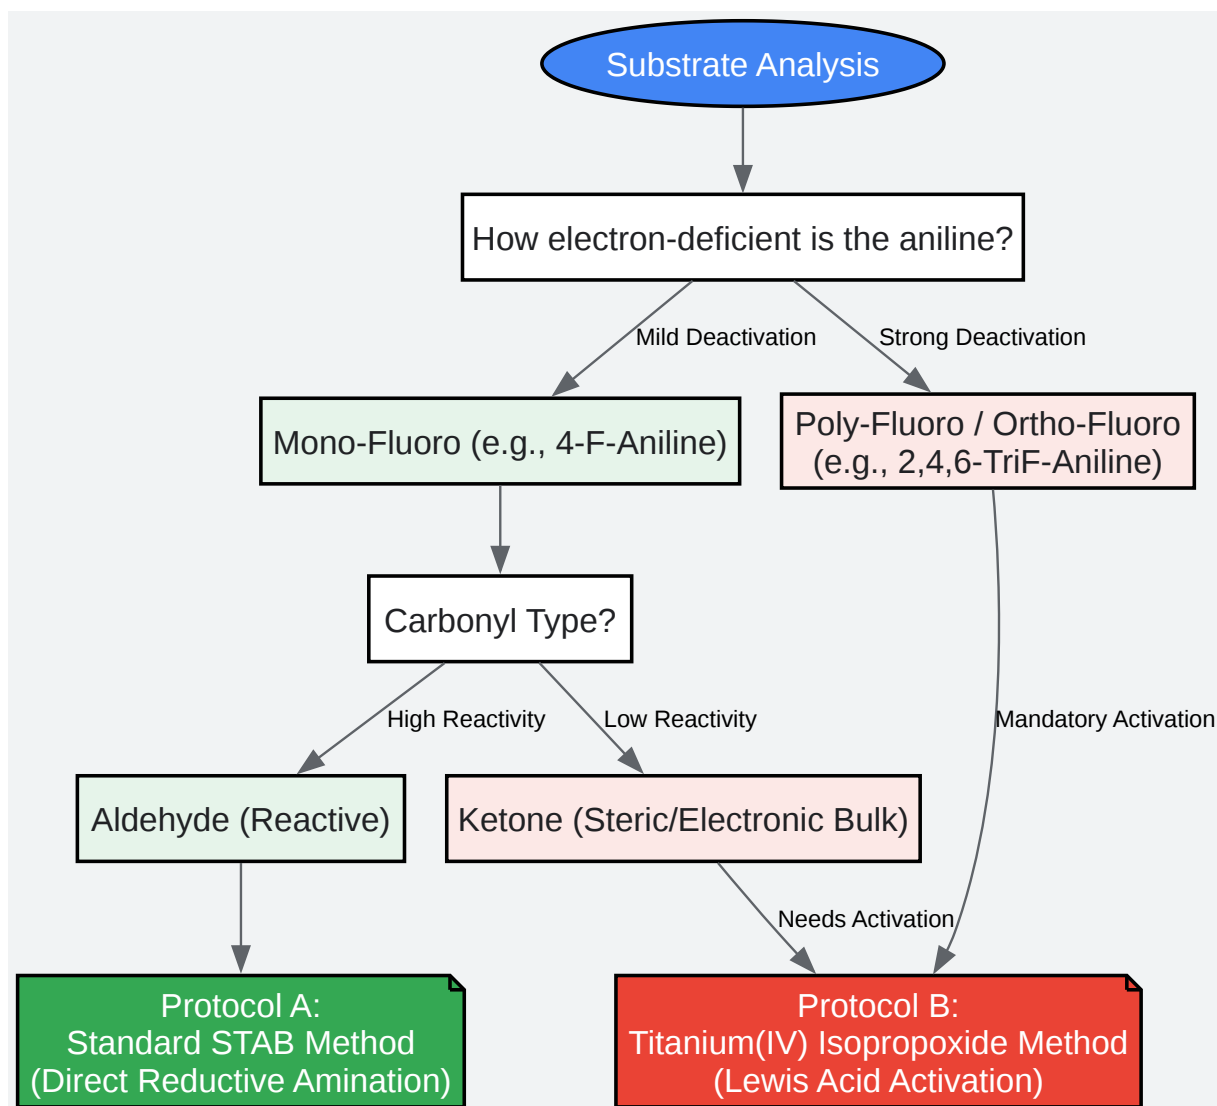 Substrate Analysis
How electron-deficient is the aniline?
Mild Deactivation
Strong Deactivation
Mono-Fluoro (e.g., 4-F-Aniline)
Poly-Fluoro / Ortho-Fluoro
(e.g., 2,4,6-TriF-Aniline)
Carbonyl Type?
High Reactivity
Low Reactivity
Mandatory Activation
Aldehyde (Reactive)
Ketone (Steric/Electronic Bulk)
Needs Activation
Protocol A:
Standard STAB Method
(Direct Reductive Amination)
Protocol B:
Titanium(IV) Isopropoxide Method
(Lewis Acid Activation)